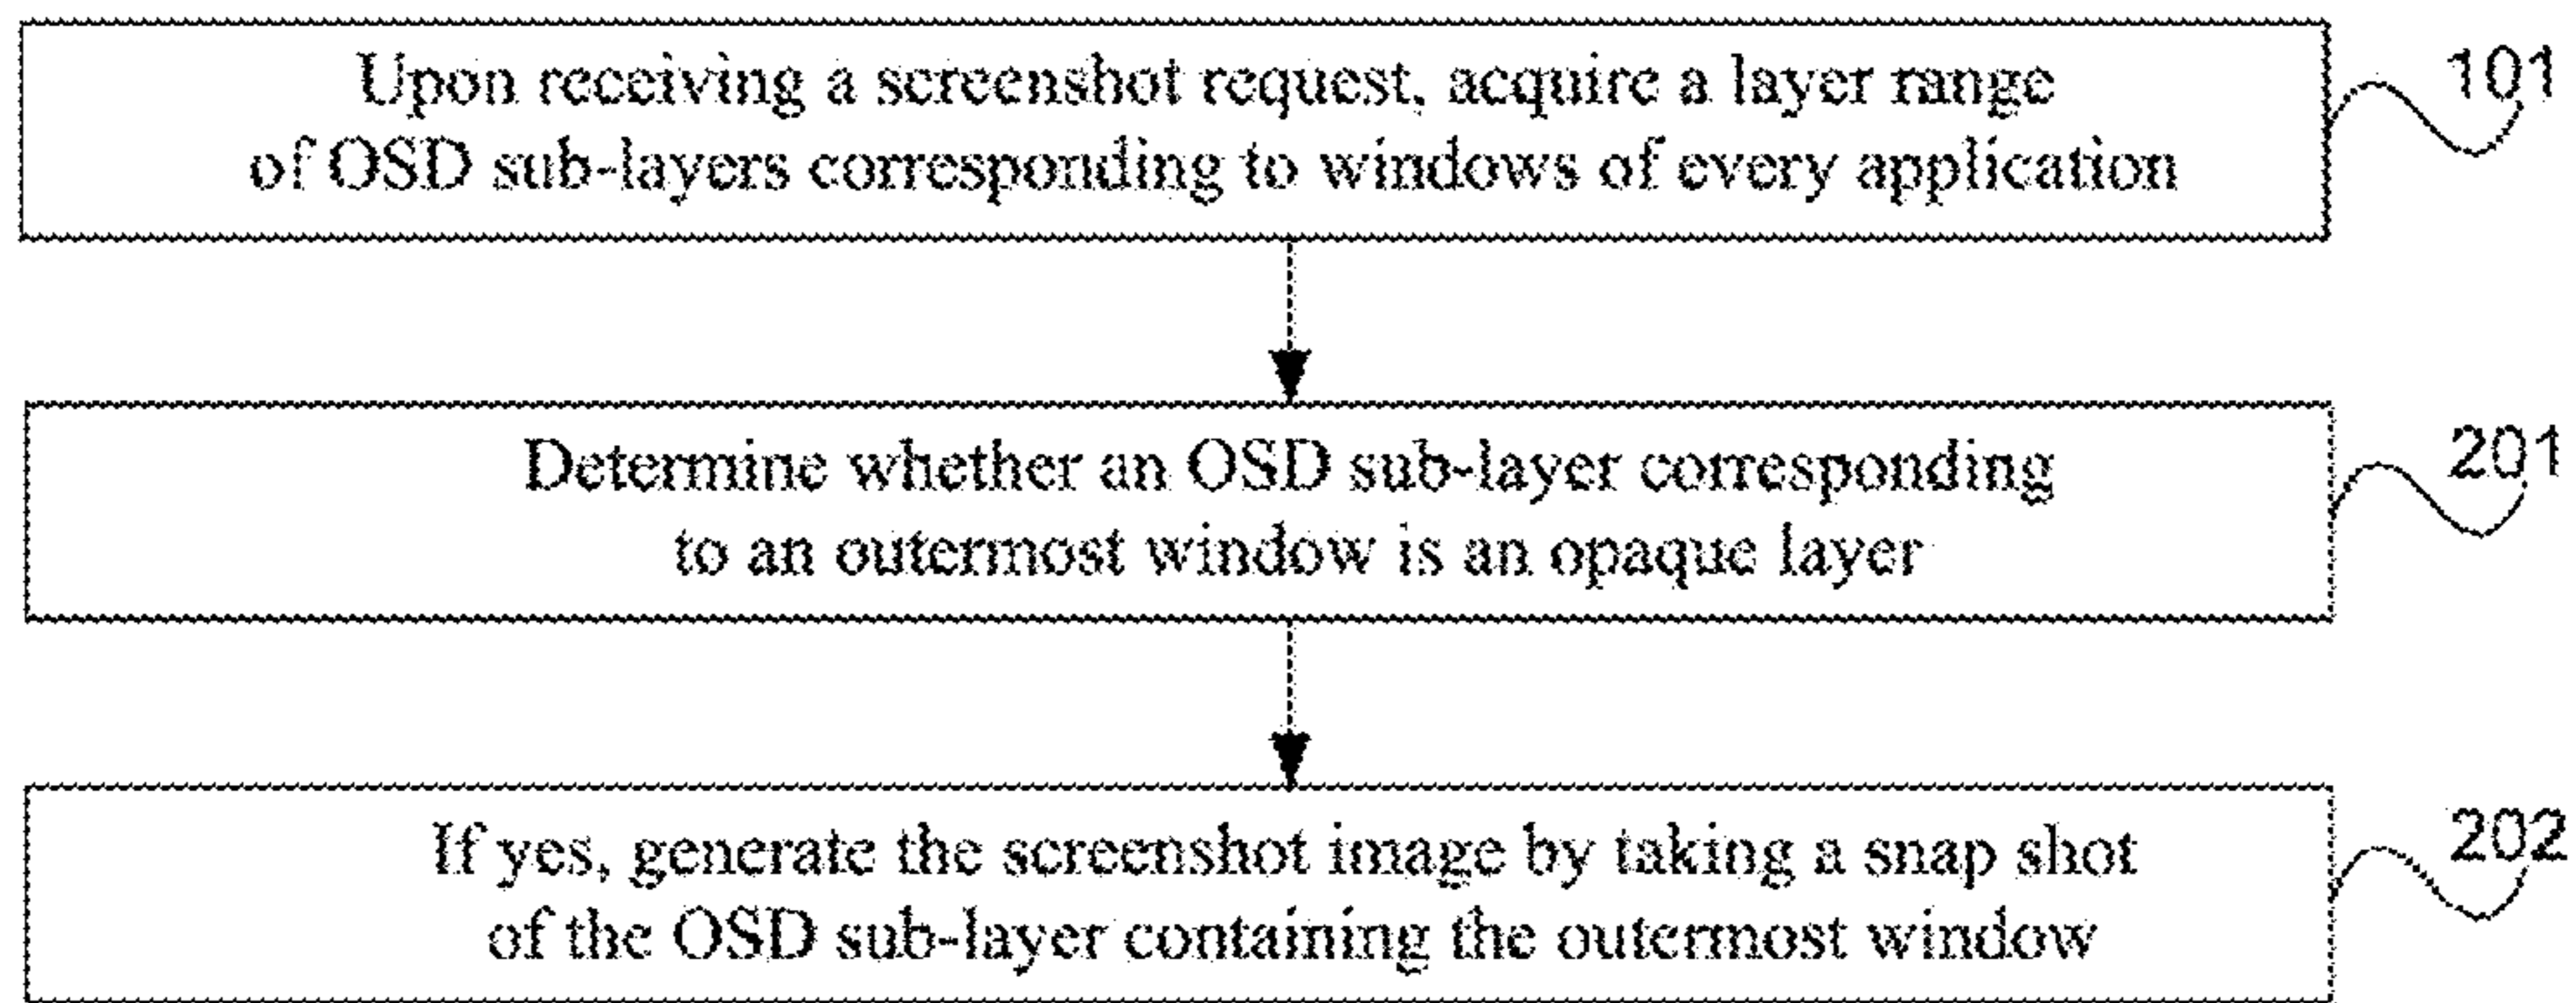 Upon receiving a screenshot request, acquire a layer range
of OSD sub-layers corresponding to windows of every application
101
Determine whether an OSD sub-layer corresponding
to an outermost window is an opaque layer
201
If yes, generate the screenshot image by taking a snap shot
of the OSD sub-layer containing the outermost window
202